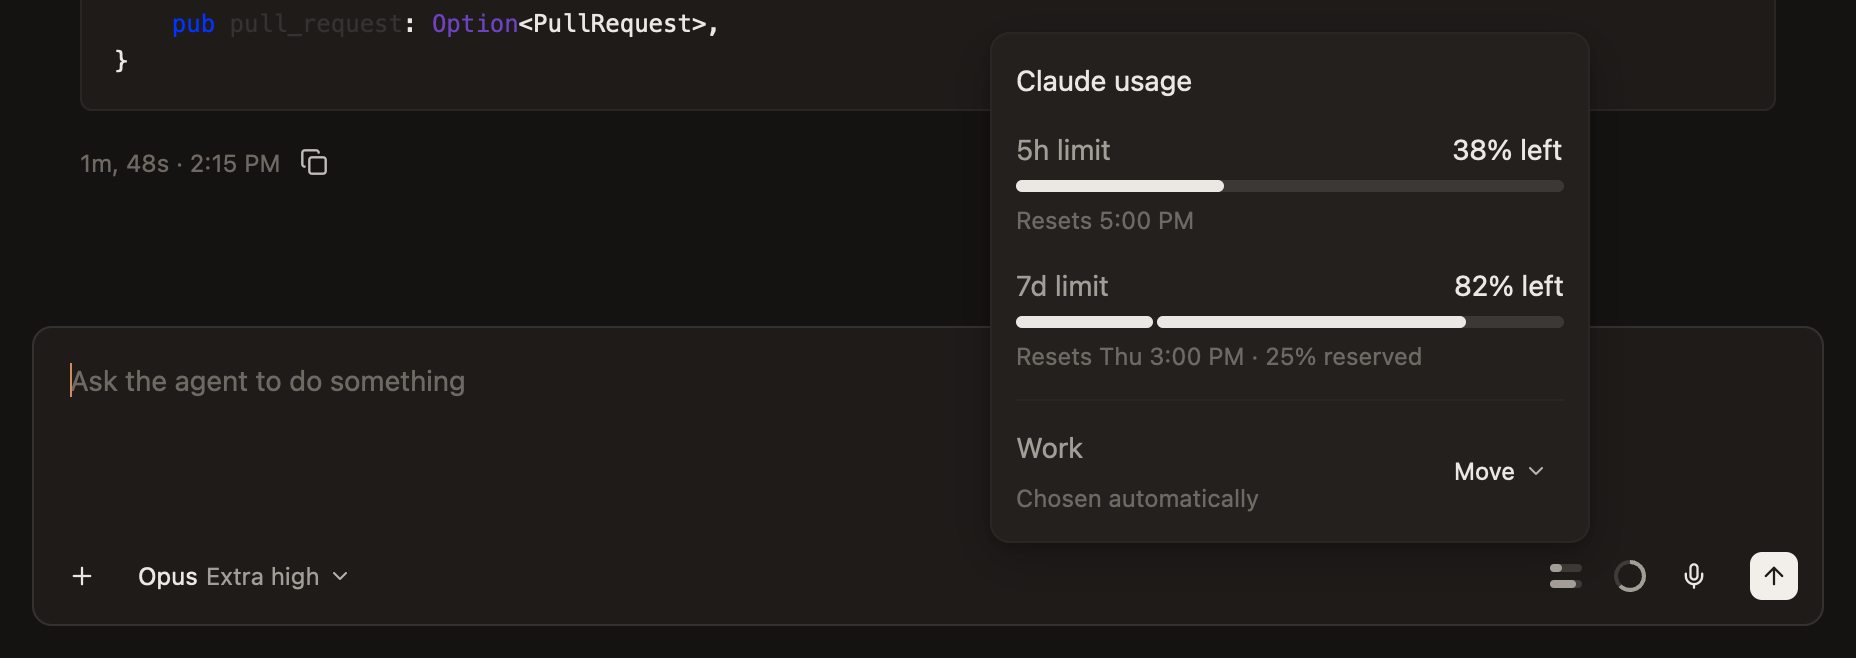 pub pull_request: Option<PullRequest>,
}
1m, 48s · 2:15 PM
Claude usage
5h limit 38% left
Resets 5:00 PM
7d limit 82% left
Resets Thu 3:00 PM · 25% reserved
Work
Move
Chosen automatically
Ask the agent to do something
Opus Extra high